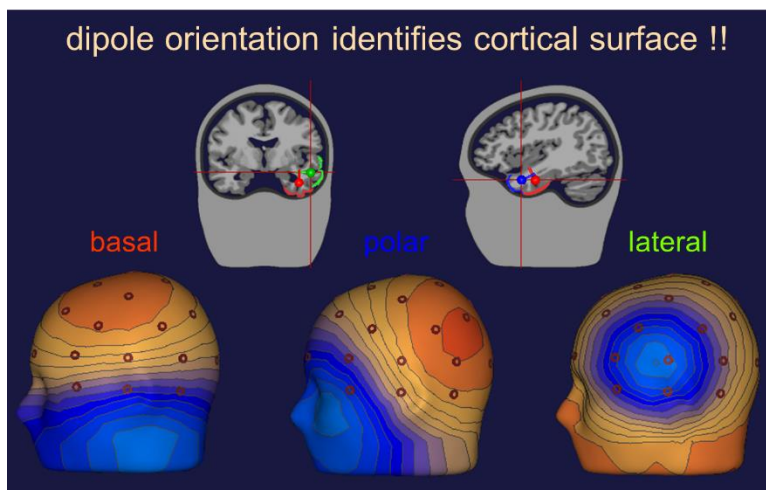 dipole orientation identifies cortical surface !!
basal
polar
lateral